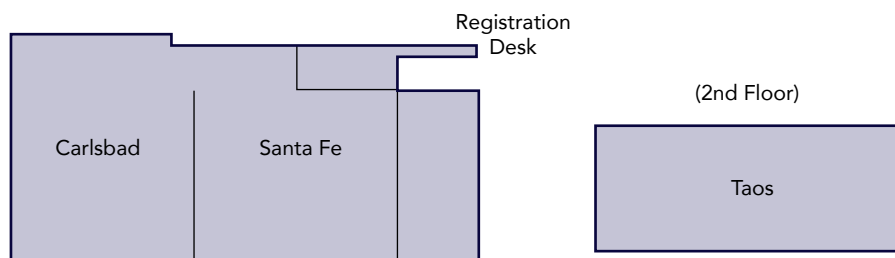 Registration
Desk
(2nd Floor)
Carlsbad
Santa Fe
Taos